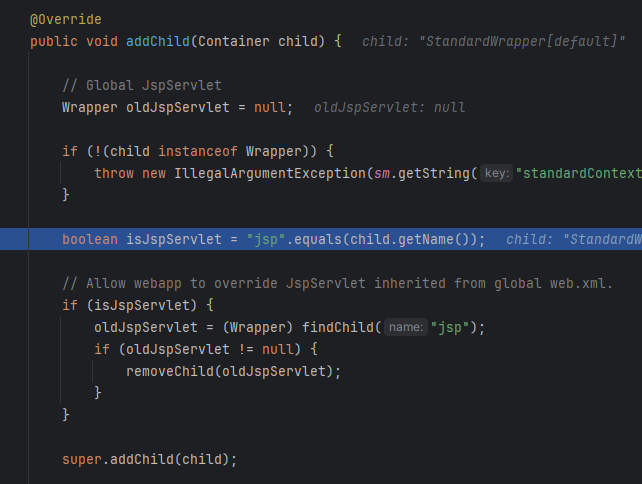 @Override
public void addChild(Container child) {   child: "StandardWrapper[default]"
// Global JspServlet
Wrapper oldJspServlet = null;   oldJspServlet: null
if (!(child instanceof Wrapper)) {
throw new IllegalArgumentException(sm.getString( key: "standardContext
}
boolean isJspServlet = "jsp".equals(child.getName());   child: "StandardW
// Allow webapp to override JspServlet inherited from global web.xml.
if (isJspServlet) {
oldJspServlet = (Wrapper) findChild( name: "jsp");
if (oldJspServlet != null) {
removeChild(oldJspServlet);
}
}
super.addChild(child);